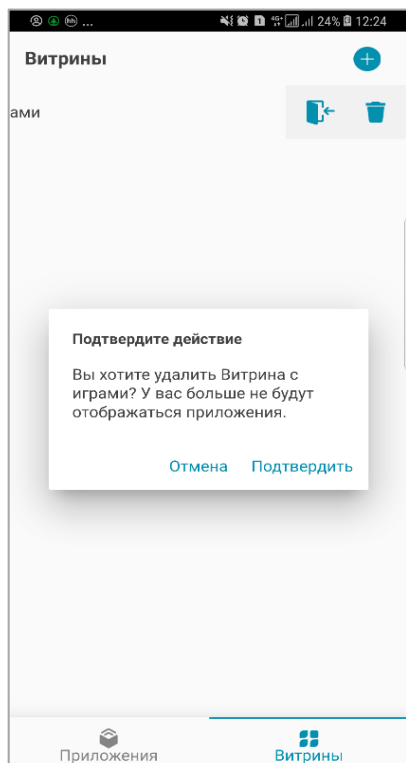 ... 4G+ 24% 12:24
Витрины
ами
Подтвердите действие
Вы хотите удалить Витрина с
играми? У вас больше не будут
отображаться приложения.
Отмена Подтвердить
Приложения Витрины